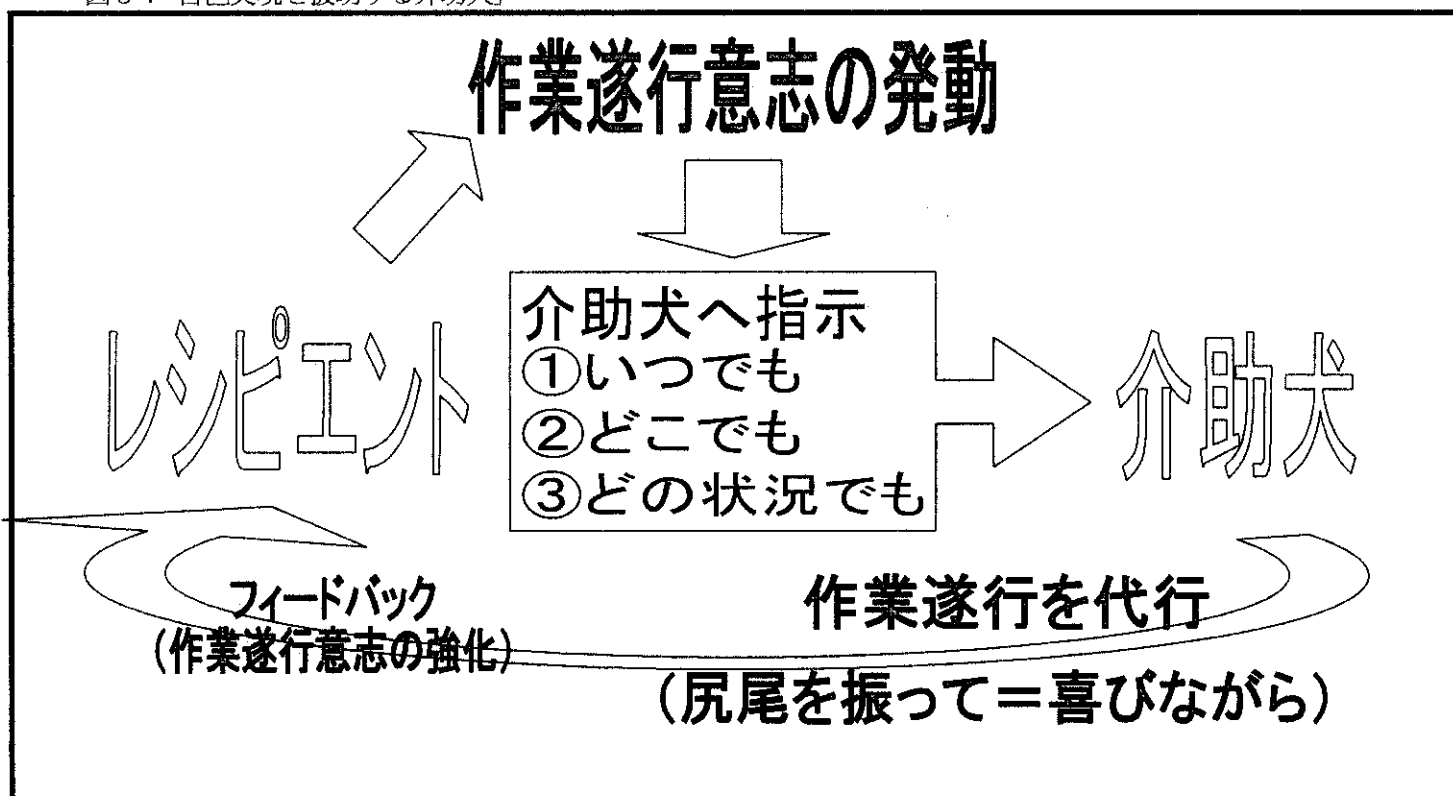 作業遂行意志の発動
介助犬へ指示
①いつでも
②どこでも
③どの状況でも
レシピエント
介助犬
フィードバック
(作業遂行意志の強化)
作業遂行を代行
(尻尾を振って＝喜びながら)